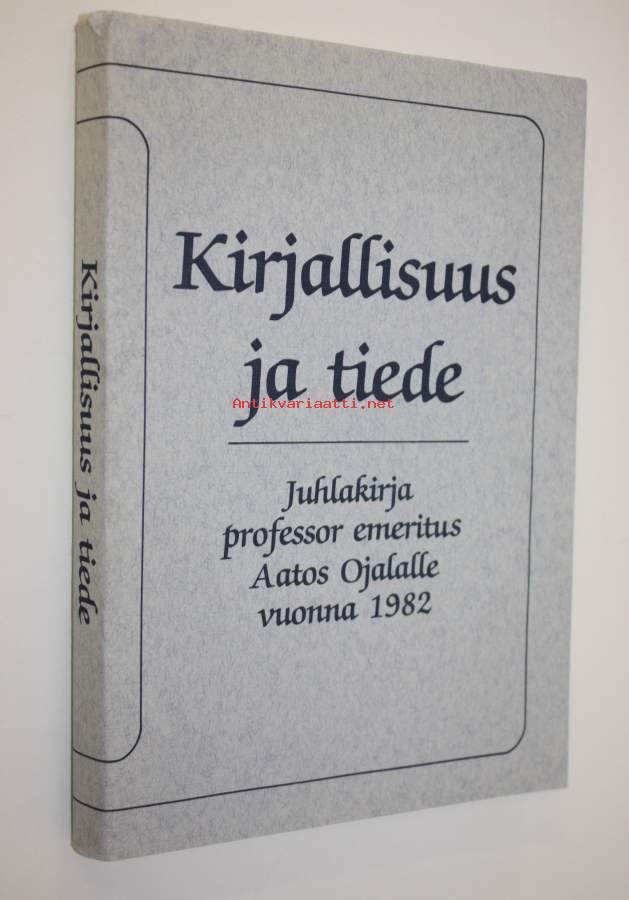 Kirjallisuus ja tiede
Kirjallisuus
ja tiede
Antikvariaatti.net
Juhlakirja
professor emeritus
Aatos Ojalalle
vuonna 1982